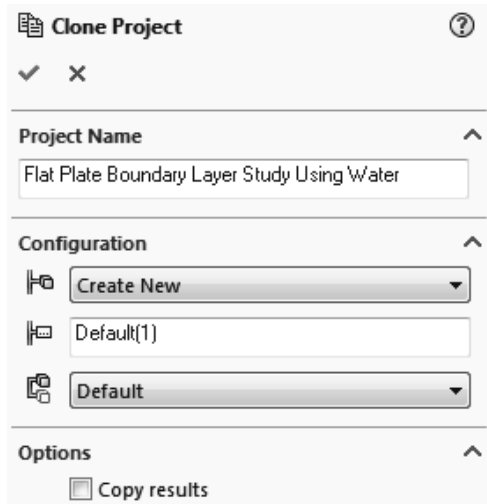 Clone Project
?
Project Name
Flat Plate Boundary Layer Study Using Water
Configuration
Create New
Default(1)
Default
Options
Copy results